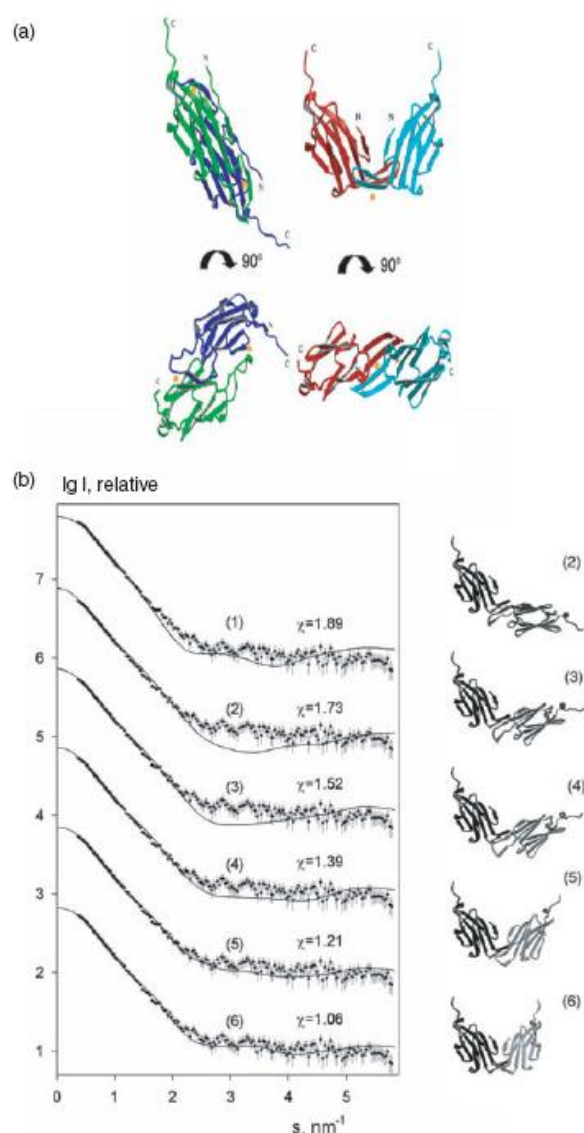 (a)
C
N
C
C
N N
N
C
90°
90°
N
C
C
C
C
(b)
lg I, relative
7
(1)
χ=1.89
6
(2)
χ=1.73
5
(3)
χ=1.52
4
(4)
χ=1.39
3
(5)
χ=1.21
2
(6)
χ=1.06
1
0 1 2 3 4 5
s, nm⁻¹
(2)
(3)
(4)
(5)
(6)